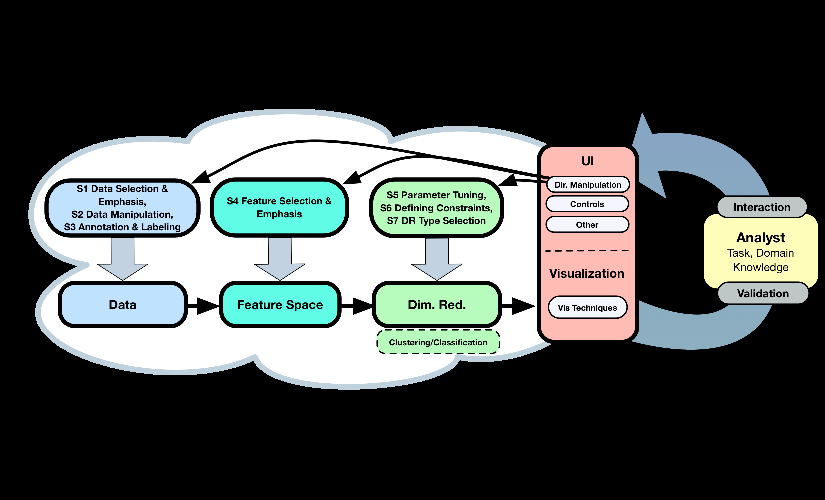 S1 Data Selection &
Emphasis,
S2 Data Manipulation,
S3 Annotation & Labeling
S4 Feature Selection &
Emphasis
S5 Parameter Tuning,
S6 Defining Constraints,
S7 DR Type Selection
Data
Feature Space
Dim. Red.
Clustering/Classification
UI
Dir. Manipulation
Controls
Other
Visualization
Vis Techniques
Interaction
Analyst
Task, Domain
Knowledge
Validation